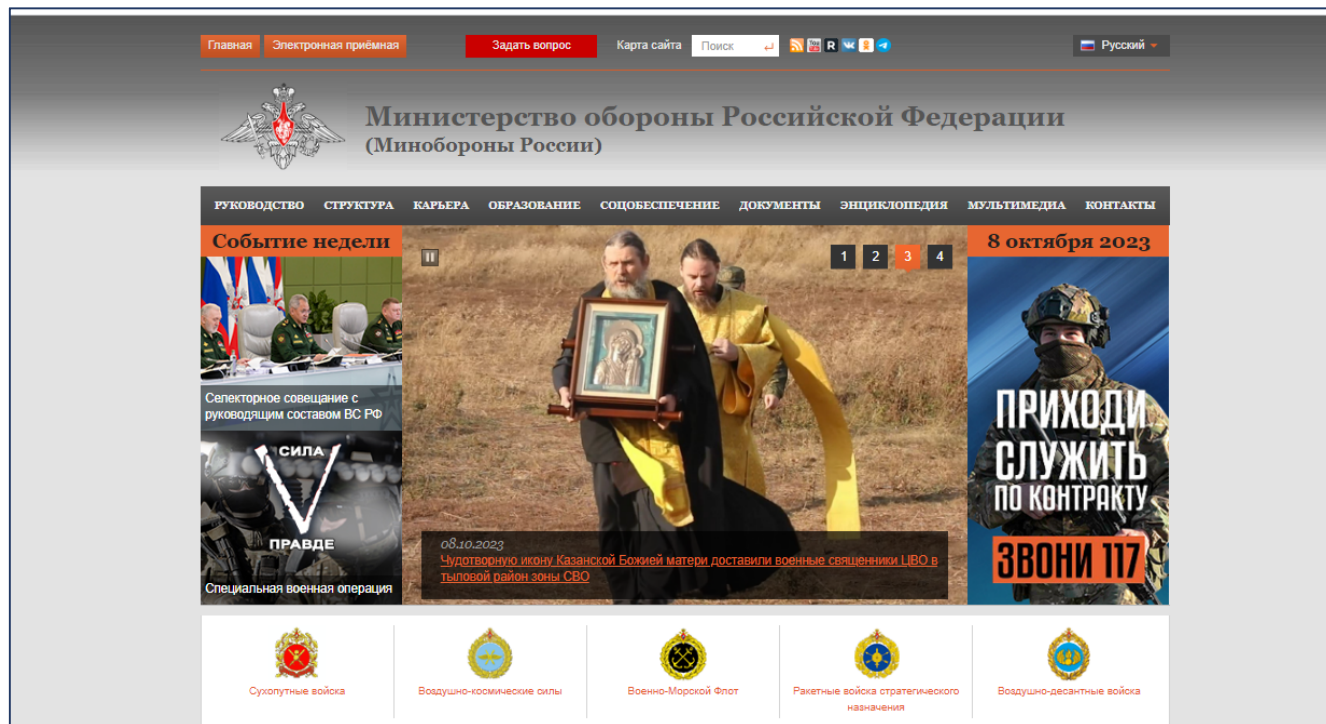 Главная
Электронная приёмная
Задать вопрос
Карта сайта
Поиск
Русский
Министерство обороны Российской Федерации
(Минобороны России)
РУКОВОДСТВО
СТРУКТУРА
КАРЬЕРА
ОБРАЗОВАНИЕ
СОЦОБЕСПЕЧЕНИЕ
ДОКУМЕНТЫ
ЭНЦИКЛОПЕДИЯ
МУЛЬТИМЕДИА
КОНТАКТЫ
Событие недели
Селекторное совещание с
руководящим составом ВС РФ
СИЛА
V
ПРАВДЕ
Специальная военная операция
1 2 3 4
08.10.2023
Чудотворную икону Казанской Божией матери доставили военные священники ЦВО в
тыловой район зоны СВО
8 октября 2023
ПРИХОДИ
СЛУЖИТЬ
ПО КОНТРАКТУ
ЗВОНИ 117
Сухопутные войска
Воздушно-космические силы
Военно-Морской Флот
Ракетные войска стратегического
назначения
Воздушно-десантные войска